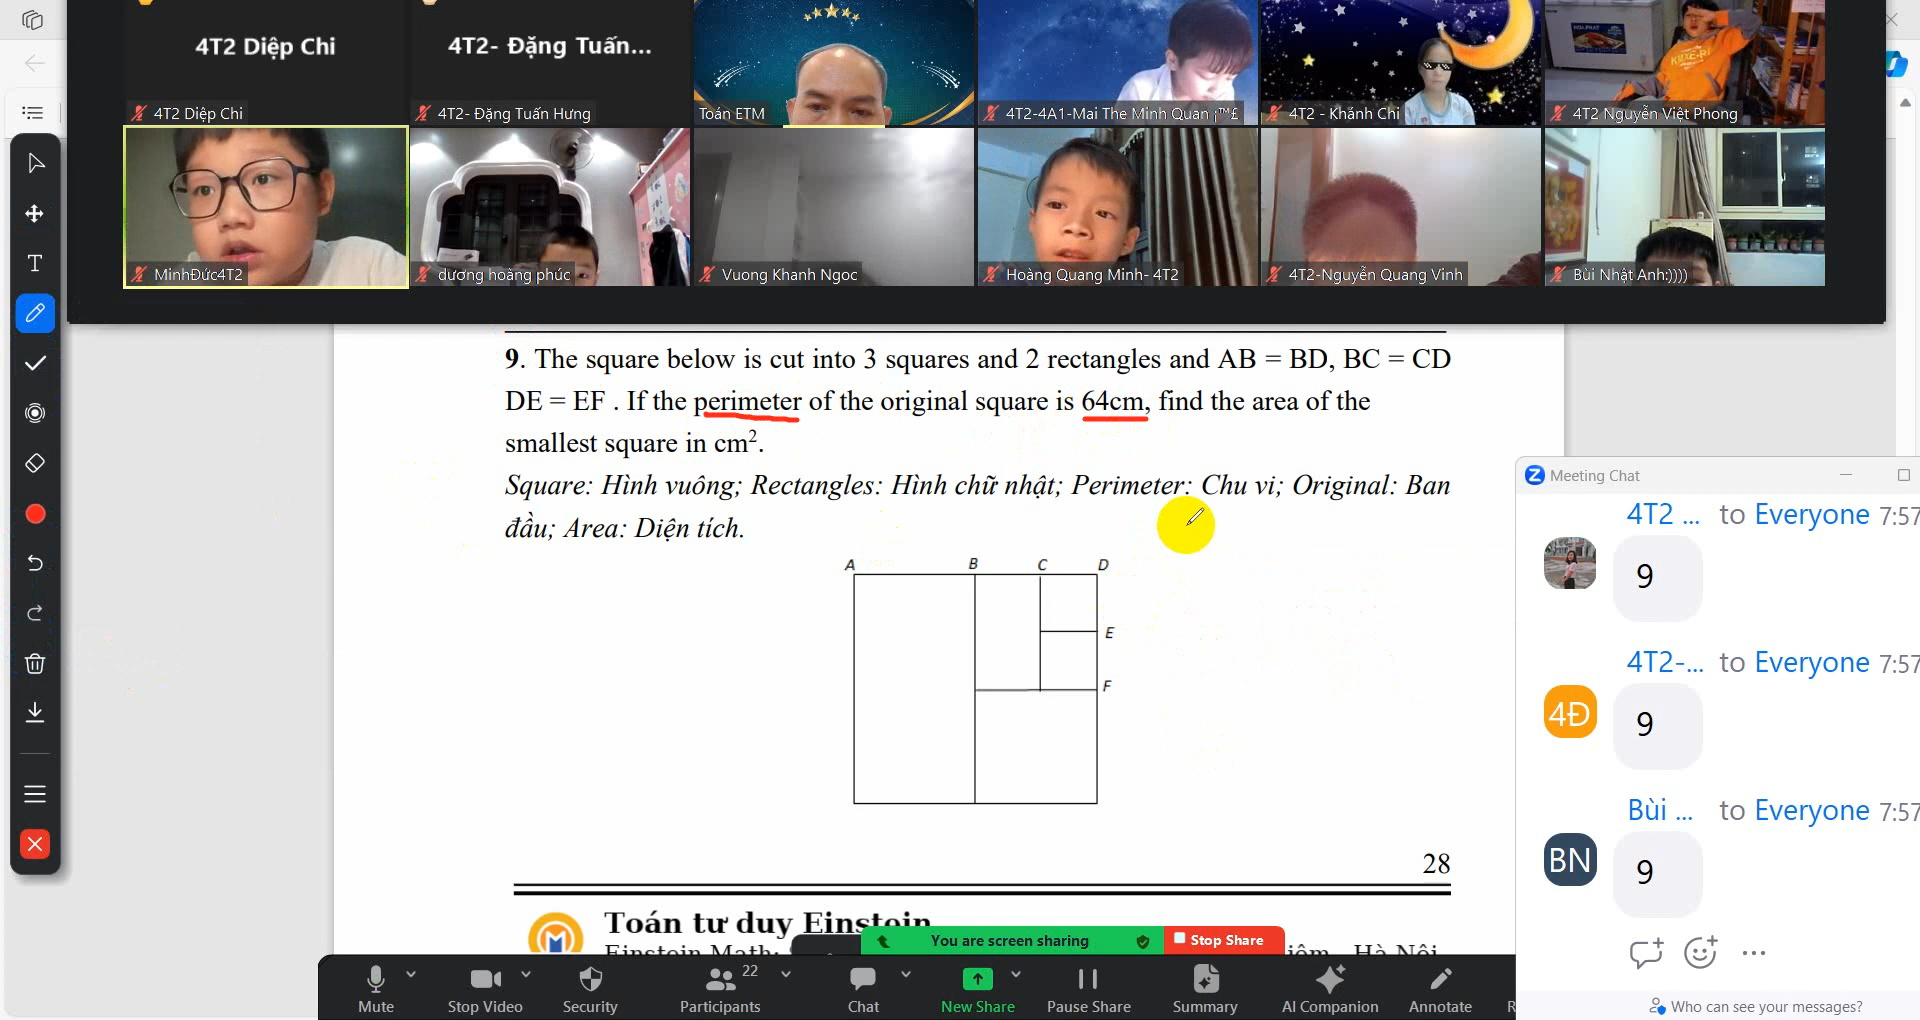 4T2 Diệp Chi
4T2- Đặng Tuấn...
4T2 Diệp Chi
4T2- Đặng Tuấn Hưng
Toán ETM
4T2-4A1-Mai The Minh Quan ¡™£
4T2 - Khánh Chi
4T2 Nguyễn Việt Phong
MinhĐức4T2
dương hoàng phúc
Vuong Khanh Ngoc
Hoàng Quang Minh- 4T2
4T2-Nguyễn Quang Vinh
Bùi Nhật Anh:))))
9. The square below is cut into 3 squares and 2 rectangles and AB = BD, BC = CD
DE = EF . If the perimeter of the original square is 64cm, find the area of the
smallest square in cm².
Square: Hình vuông; Rectangles: Hình chữ nhật; Perimeter: Chu vi; Original: Ban
đầu; Area: Diện tích.
A B C D
E
F
28
Toán tư duy Einstein
Einstein Math:
Hà Nội
You are screen sharing
Stop Share
Mute
Stop Video
Security
22
Participants
Chat
New Share
Pause Share
Summary
AI Companion
Annotate
Meeting Chat
4T2 ... to Everyone 7:57
9
4T2-... to Everyone 7:57
4Đ
9
Bùi ... to Everyone 7:57
BN
9
Who can see your messages?